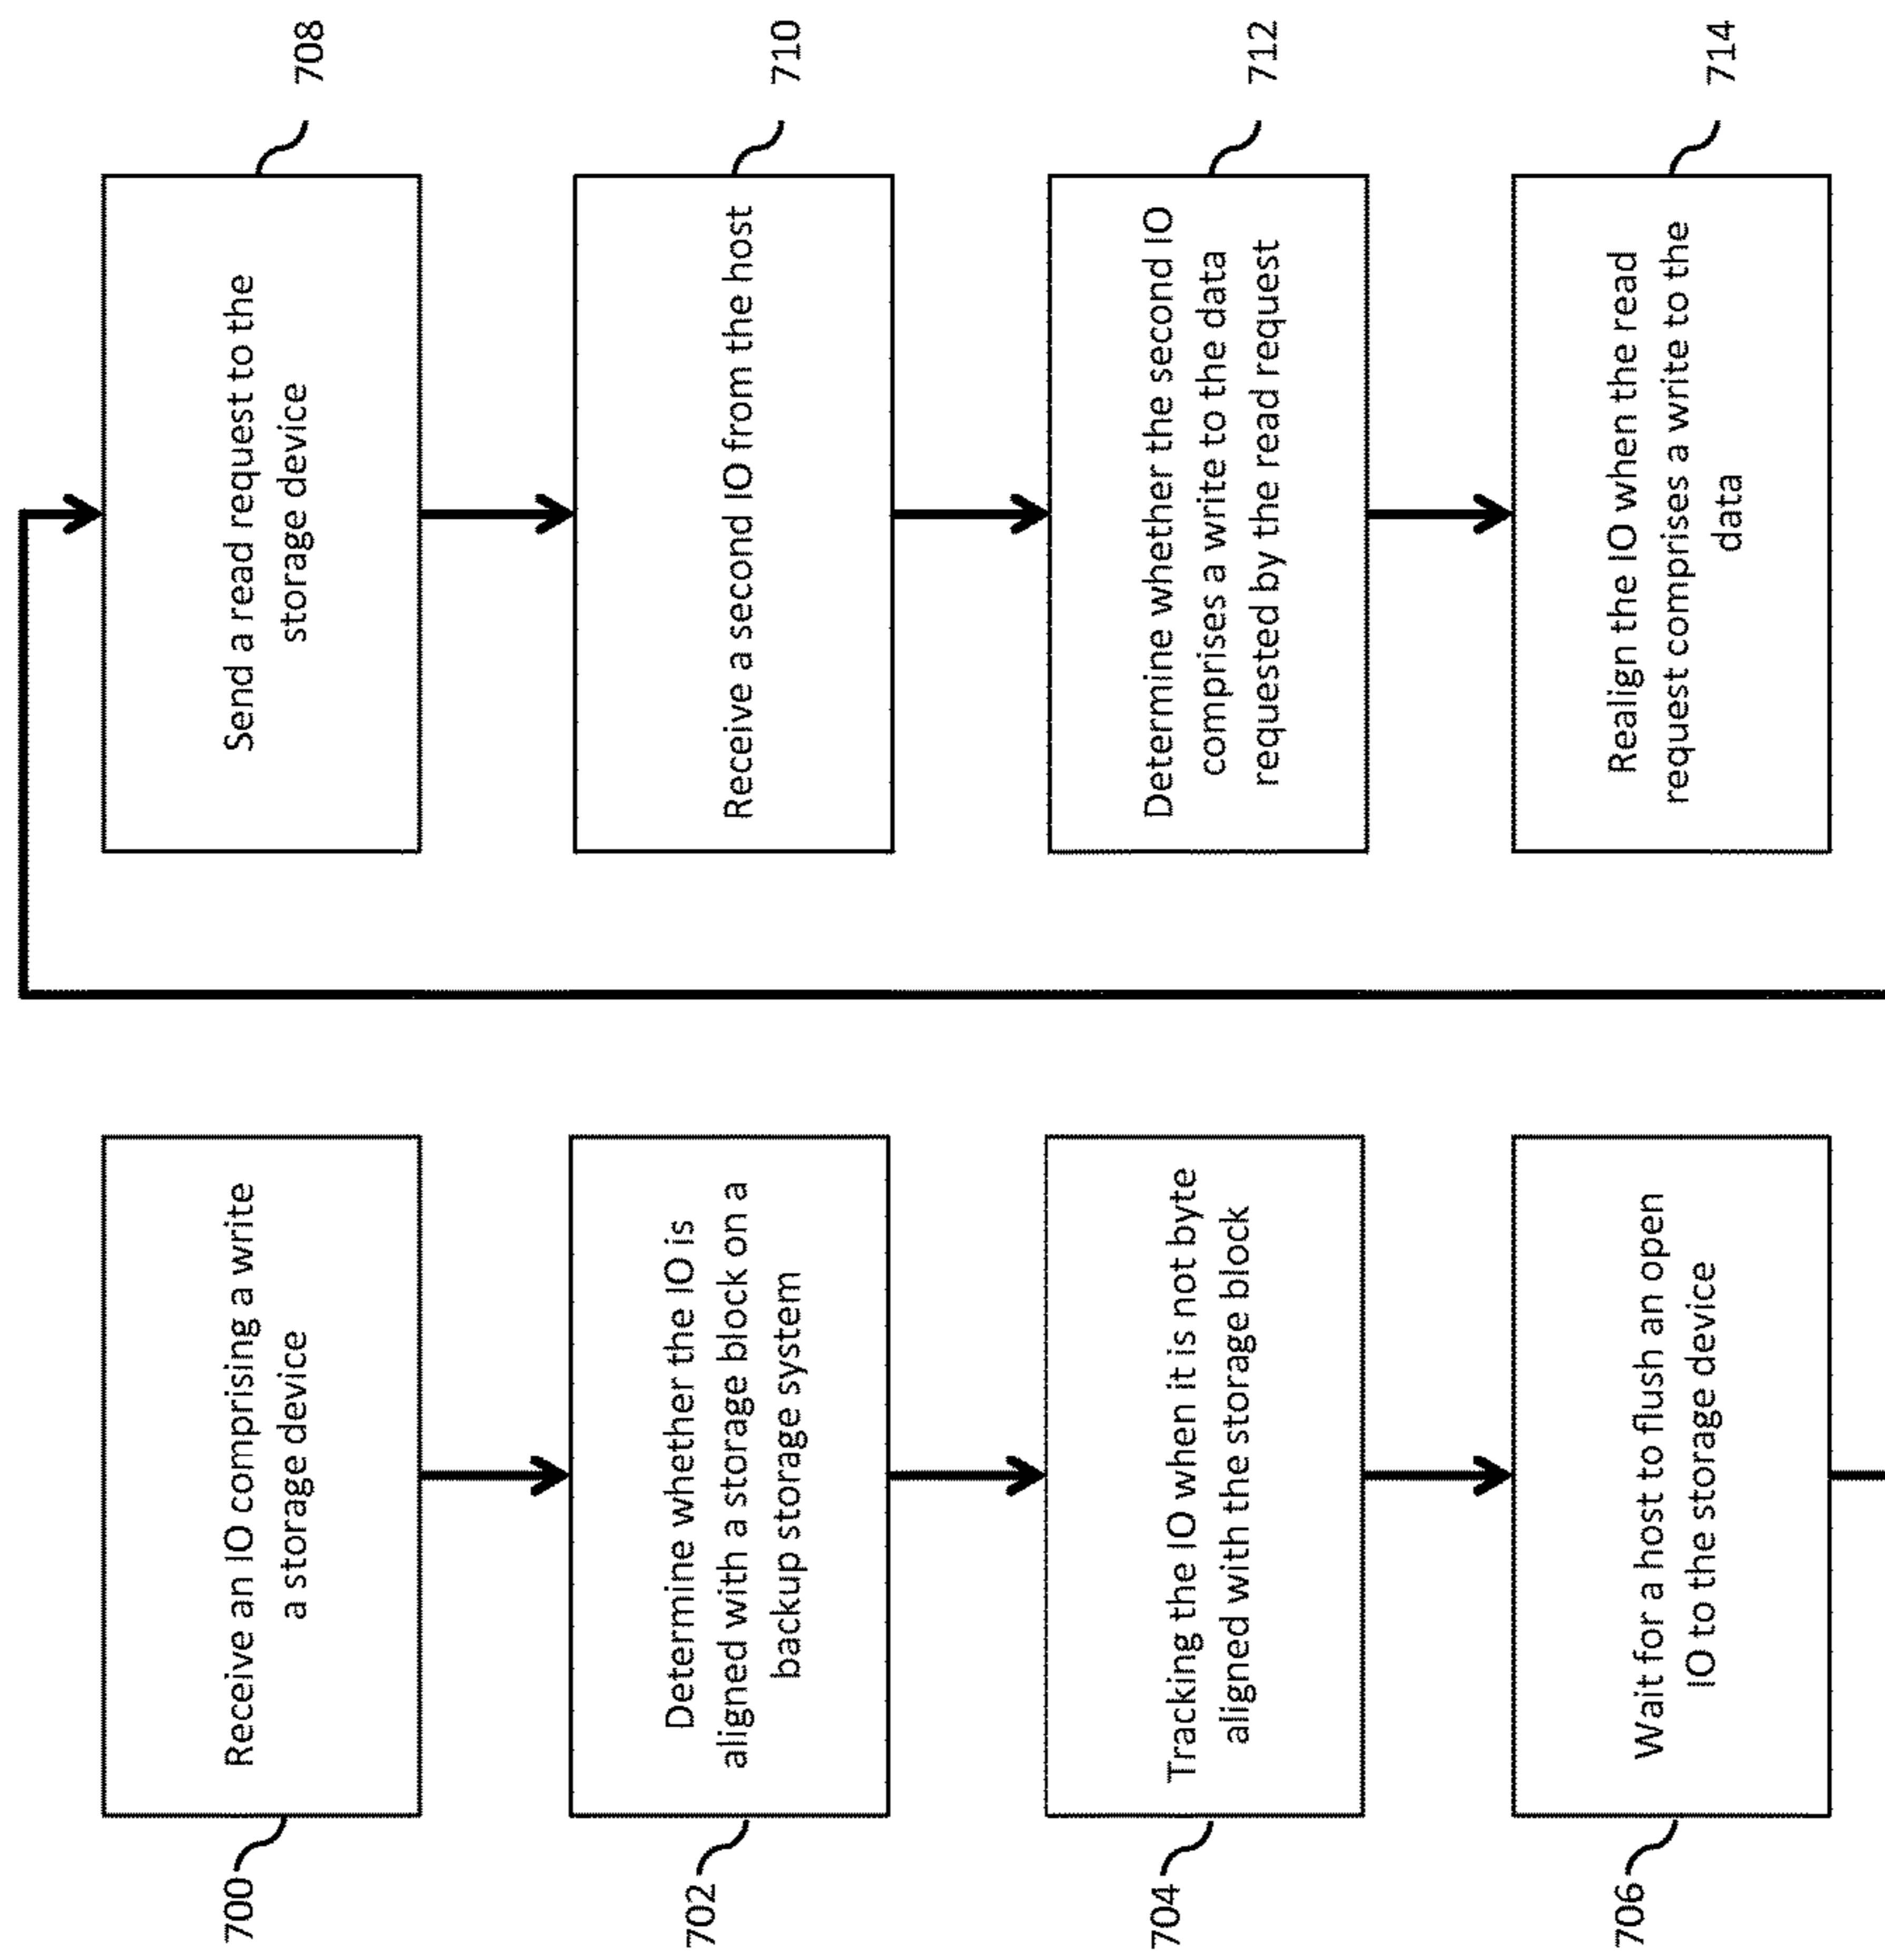 700
Receive an IO comprising a write
a storage device
702
Determine whether the IO is
aligned with a storage block on a
backup storage system
704
Tracking the IO when it is not byte
aligned with the storage block
706
Wait for a host to flush an open
IO to the storage device
708
Send a read request to the
storage device
710
Receive a second IO from the host
712
Determine whether the second IO
comprises a write to the data
requested by the read request
714
Realign the IO when the read
request comprises a write to the
data